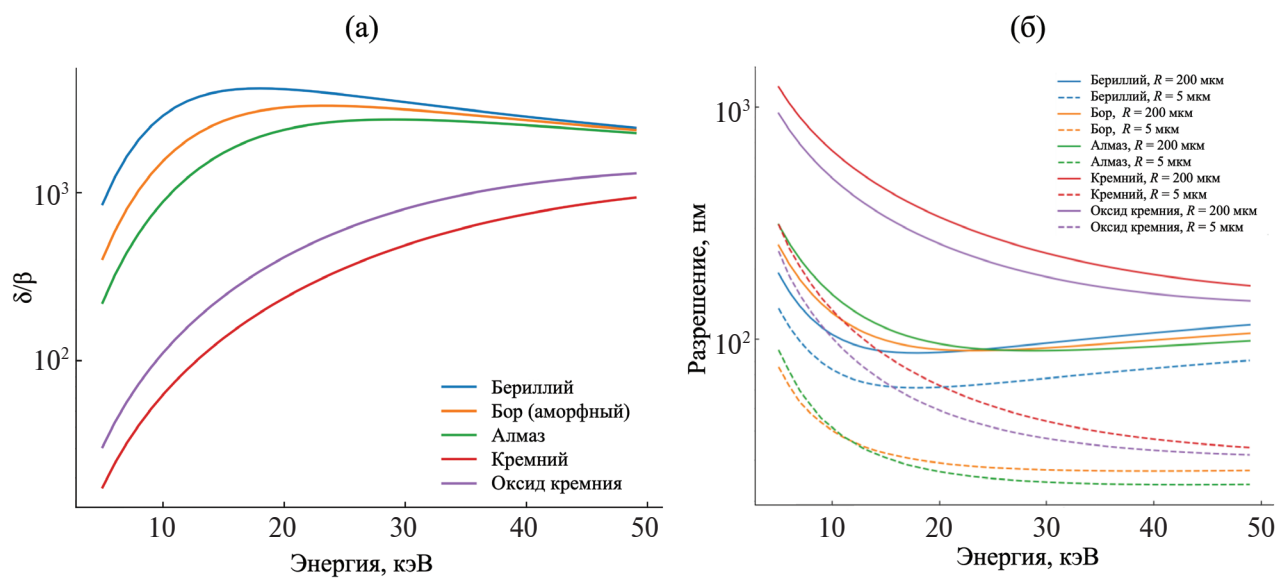 (а)
δ/β
10³
10²
10
20
30
40
50
Энергия, кэВ
Бериллий
Бор (аморфный)
Алмаз
Кремний
Оксид кремния
(б)
Разрешение, нм
10³
10²
10
20
30
40
50
Энергия, кэВ
Бериллий, R = 200 мкм
Бериллий, R = 5 мкм
Бор, R = 200 мкм
Бор, R = 5 мкм
Алмаз, R = 200 мкм
Алмаз, R = 5 мкм
Кремний, R = 200 мкм
Кремний, R = 5 мкм
Оксид кремния, R = 200 мкм
Оксид кремния, R = 5 мкм